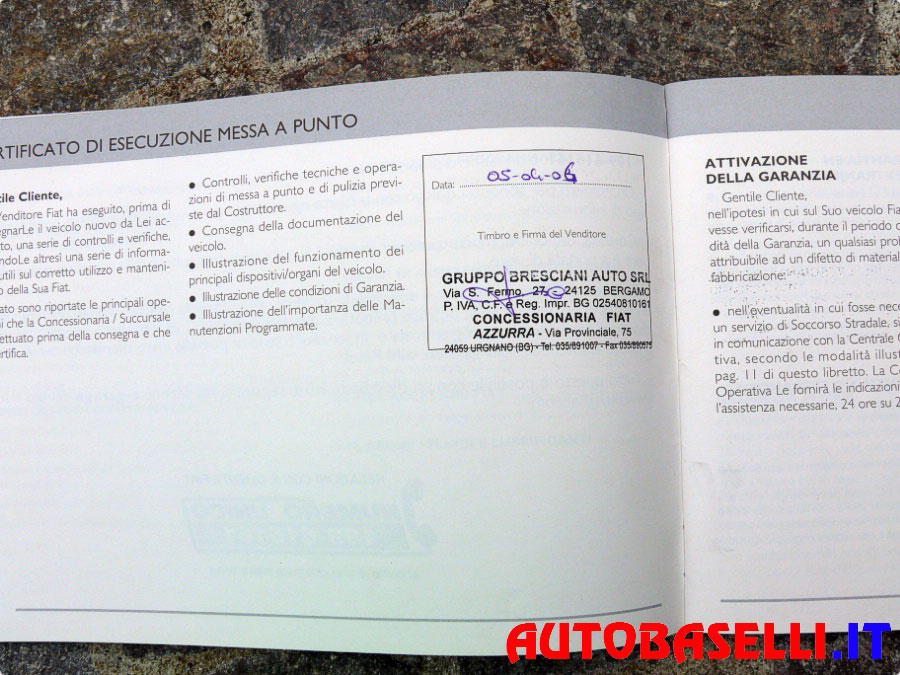 RTIFICATO DI ESECUZIONE MESSA A PUNTO
tile Cliente,
enditore Fiat ha eseguito, prima di
gnarLe il veicolo nuovo da Lei ac-
to, una serie di controlli e verifiche,
ndoLe altresì una serie di informa-
utili sul corretto utilizzo e manteni-
o della Sua Fiat.
ato sono riportate le principali ope-
ni che la Concessionaria / Succursale
ettuato prima della consegna e che
ertifica.
● Controlli, verifiche tecniche e opera-
zioni di messa a punto e di pulizia previ-
ste dal Costruttore.
● Consegna della documentazione del
veicolo.
● Illustrazione del funzionamento dei
principali dispositivi/organi del veicolo.
● Illustrazione delle condizioni di Garanzia.
● Illustrazione dell'importanza delle Ma-
nutenzioni Programmate.
Data: 05-04-06
Timbro e Firma del Venditore
GRUPPO BRESCIANI AUTO SRL
Via S. Fermo, 27 - 24125 BERGAMO
P. IVA, C.F. e Reg. Impr. BG 02540810161
CONCESSIONARIA FIAT
AZZURRA - Via Provinciale, 75
24059 URGNANO (BG) - Tel. 035/891007 - Fax 035/890575
ATTIVAZIONE
DELLA GARANZIA
Gentile Cliente,
nell'ipotesi in cui sul Suo veicolo Fia
vesse verificarsi, durante il periodo d
dità della Garanzia, un qualsiasi prob
attribuibile ad un difetto di material
fabbricazione:
● nell'eventualità in cui fosse nece
un servizio di Soccorso Stradale, si
in comunicazione con la Centrale O
tiva, secondo le modalità illust
pag. 11 di questo libretto. La Ce
Operativa Le fornirà le indicazioni
l'assistenza necessarie, 24 ore su 2
AUTOBASELLI.IT